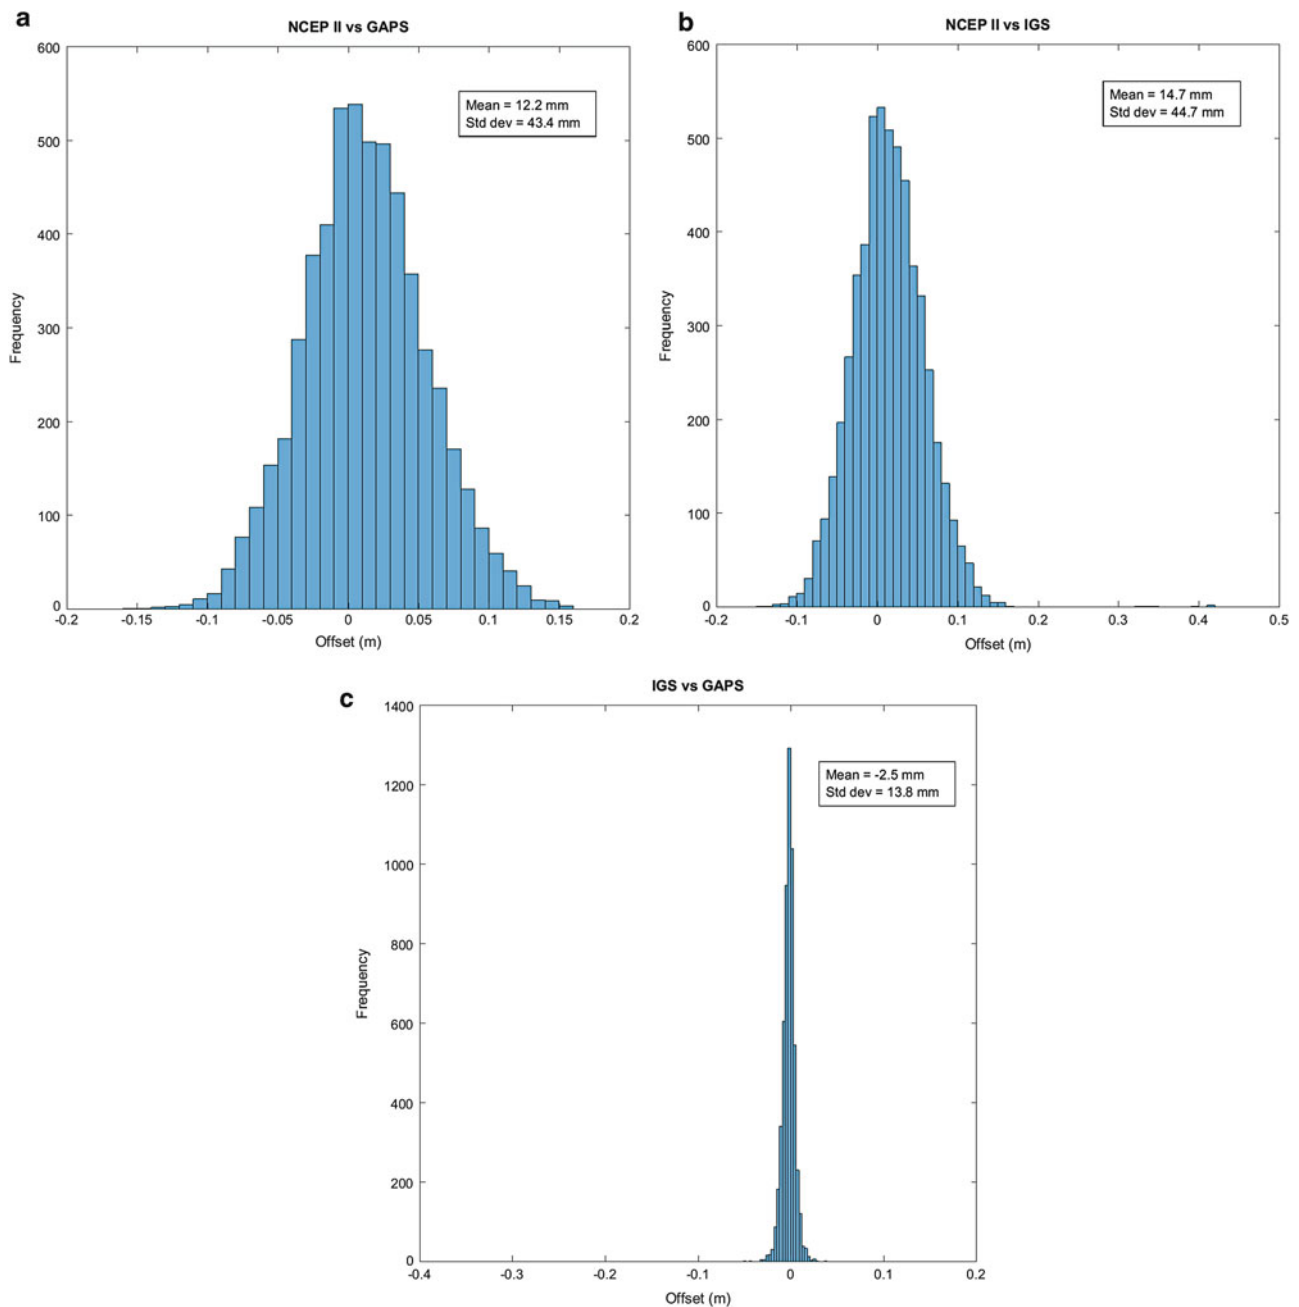 a
NCEP II vs GAPS
600
500
400
300
200
100
0
Frequency
Mean = 12.2 mm
Std dev = 43.4 mm
-0.2 -0.15 -0.1 -0.05 0 0.05 0.1 0.15 0.2
Offset (m)
b
NCEP II vs IGS
600
500
400
300
200
100
0
Frequency
Mean = 14.7 mm
Std dev = 44.7 mm
-0.2 -0.1 0 0.1 0.2 0.3 0.4 0.5
Offset (m)
c
IGS vs GAPS
1400
1200
1000
800
600
400
200
0
Frequency
Mean = -2.5 mm
Std dev = 13.8 mm
-0.4 -0.3 -0.2 -0.1 0 0.1 0.2
Offset (m)